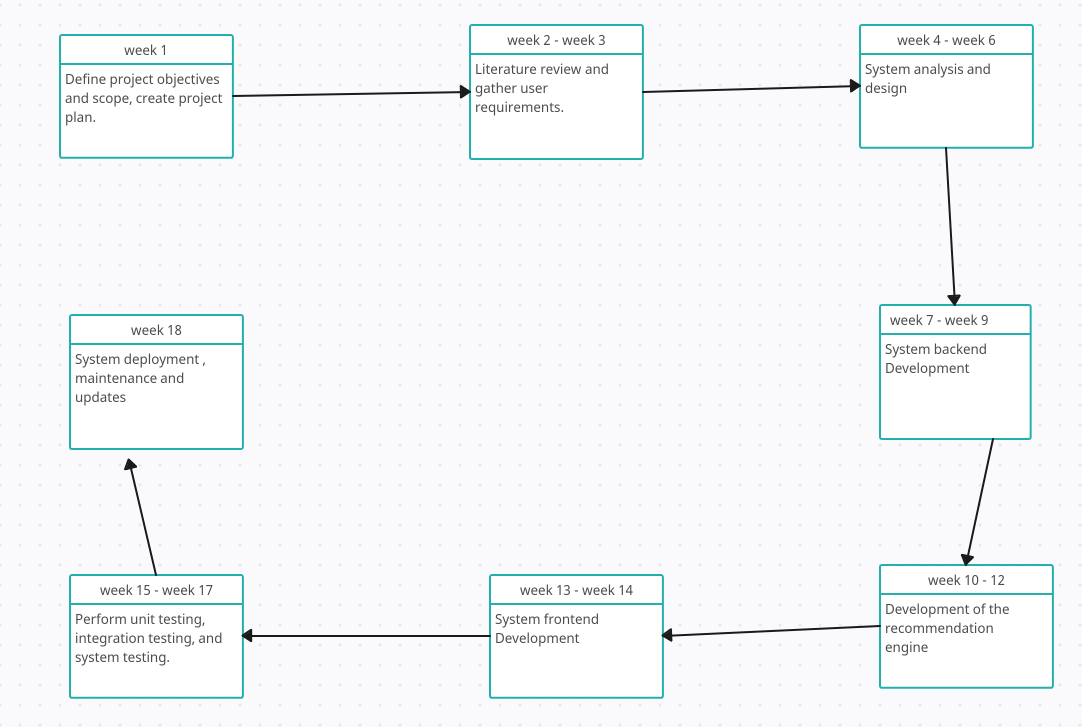 week 1
Define project objectives
and scope, create project
plan.
week 2 - week 3
Literature review and
gather user
requirements.
week 4 - week 6
System analysis and
design
week 7 - week 9
System backend
Development
week 10 - 12
Development of the
recommendation
engine
week 13 - week 14
System frontend
Development
week 15 - week 17
Perform unit testing,
integration testing, and
system testing.
week 18
System deployment ,
maintenance and
updates